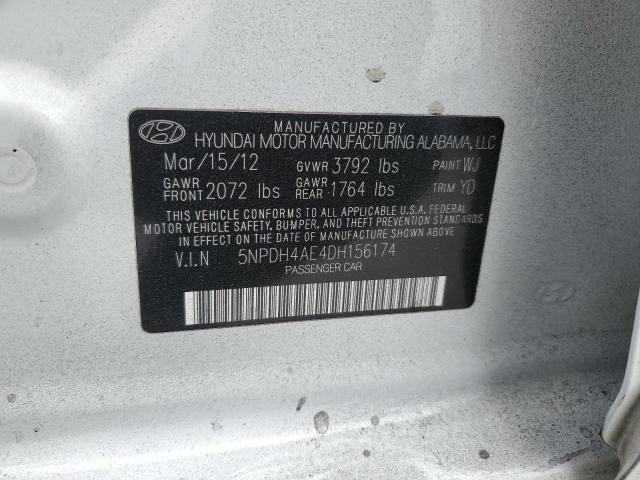 MANUFACTURED BY
HYUNDAI MOTOR MANUFACTURING ALABAMA, LLC
Mar/15/12 GVWR 3792 lbs PAINT WJ
GAWR FRONT 2072 lbs GAWR REAR 1764 lbs TRIM YD
THIS VEHICLE CONFORMS TO ALL APPLICABLE U.S.A. FEDERAL
MOTOR VEHICLE SAFETY, BUMPER, AND THEFT PREVENTION STANDARDS
IN EFFECT ON THE DATE OF MANUFACTURE SHOWN ABOVE
V.I.N 5NPDH4AE4DH156174
PASSENGER CAR